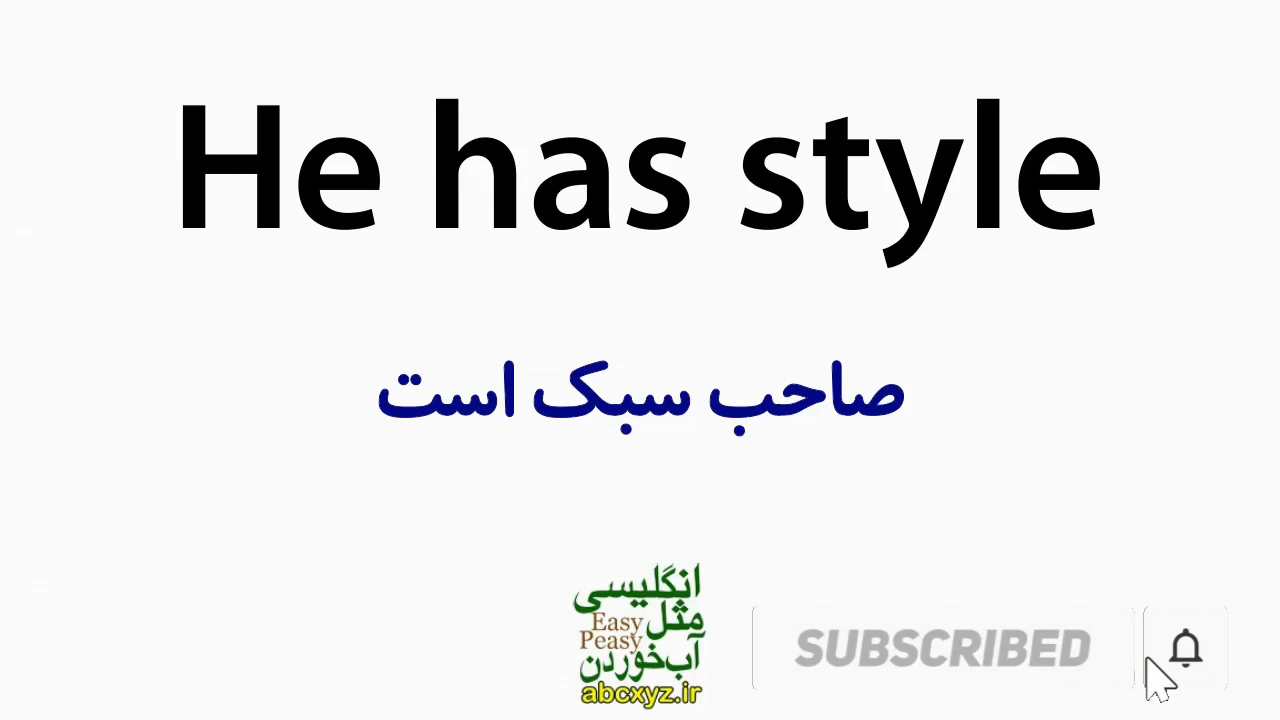 He has style
صاحب سبک است
انگلیسی
مثل
Easy
Peasy
آب‌خوردن
abcxyz.ir
SUBSCRIBED